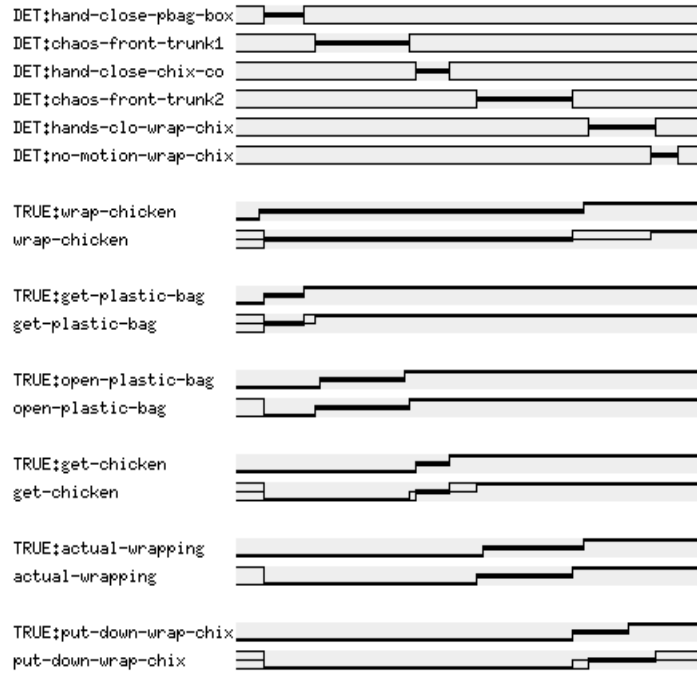 DET:hand-close-pbag-box
DET:chaos-front-trunk1
DET:hand-close-chix-co
DET:chaos-front-trunk2
DET:hands-clo-wrap-chix
DET:no-motion-wrap-chix
TRUE:wrap-chicken
wrap-chicken
TRUE:get-plastic-bag
get-plastic-bag
TRUE:open-plastic-bag
open-plastic-bag
TRUE:get-chicken
get-chicken
TRUE:actual-wrapping
actual-wrapping
TRUE:put-down-wrap-chix
put-down-wrap-chix